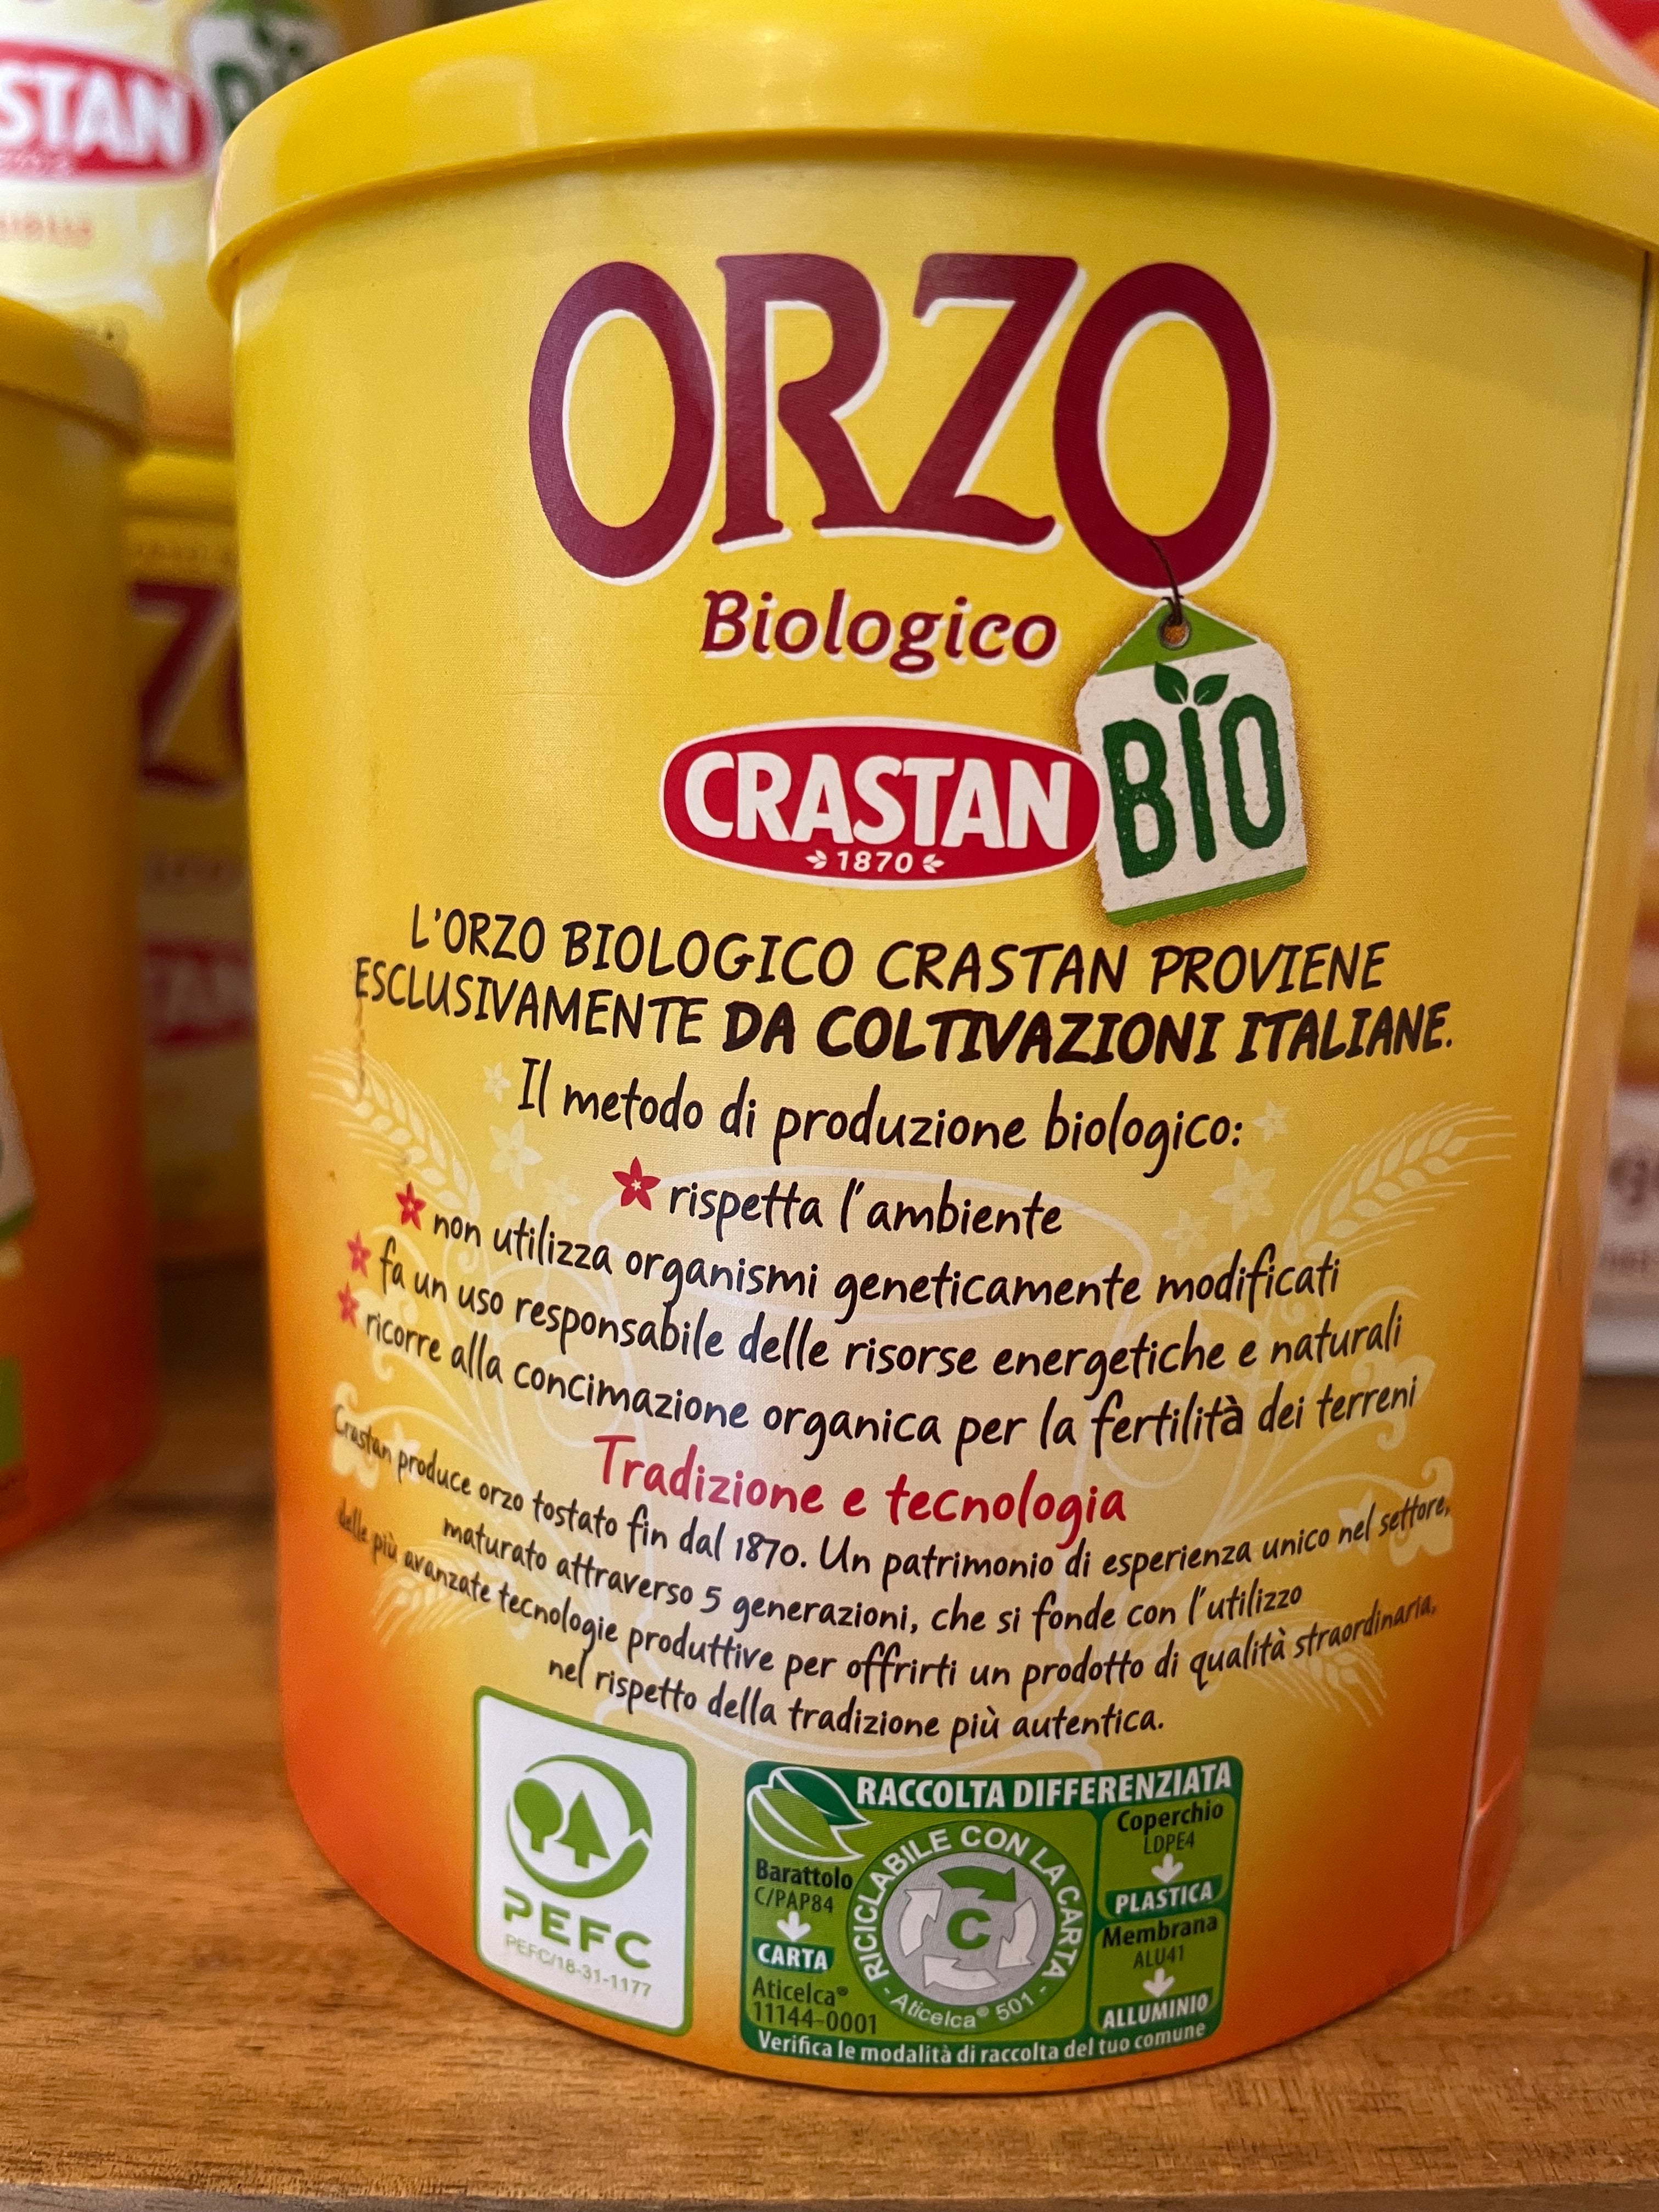 STAN
ORZO
Biologico
CRASTAN
1870
BIO
L'ORZO BIOLOGICO CRASTAN PROVIENE
ESCLUSIVAMENTE DA COLTIVAZIONI ITALIANE.
Il metodo di produzione biologico:
rispetta l'ambiente
non utilizza organismi geneticamente modificati
fa un uso responsabile delle risorse energetiche e naturali
ricorre alla concimazione organica per la fertilità dei terreni
Tradizione e tecnologia
Crastan produce orzo tostato fin dal 1870. Un patrimonio di esperienza unico nel settore,
maturato attraverso 5 generazioni, che si fonde con l'utilizzo
delle più avanzate tecnologie produttive per offrirti un prodotto di qualità straordinaria,
nel rispetto della tradizione più autentica.
PEFC
PEFC/18-31-1177
RACCOLTA DIFFERENZIATA
Barattolo
C/PAP84
CARTA
Aticelca®
11144-0001
RICICLABILE CON LA CARTA
C
- Aticelca® 501 -
Coperchio
LDPE4
PLASTICA
Membrana
ALU41
ALLUMINIO
Verifica le modalità di raccolta del tuo comune